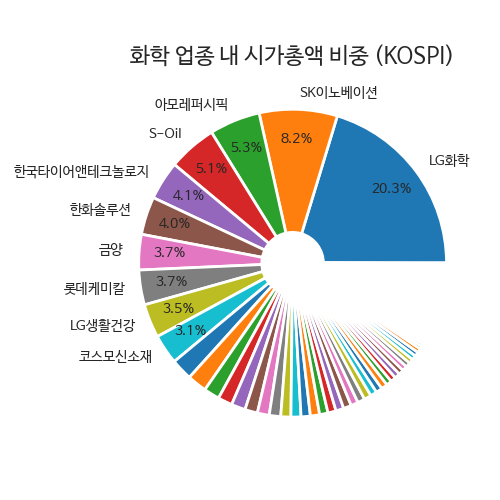 화학 업종 내 시가총액 비중 (KOSPI)
SK이노베이션
아모레퍼시픽
S-Oil
LG화학
한국타이어앤테크놀로지
한화솔루션
금양
롯데케미칼
LG생활건강
코스모신소재
20.3%
8.2%
5.3%
5.1%
4.1%
4.0%
3.7%
3.7%
3.5%
3.1%